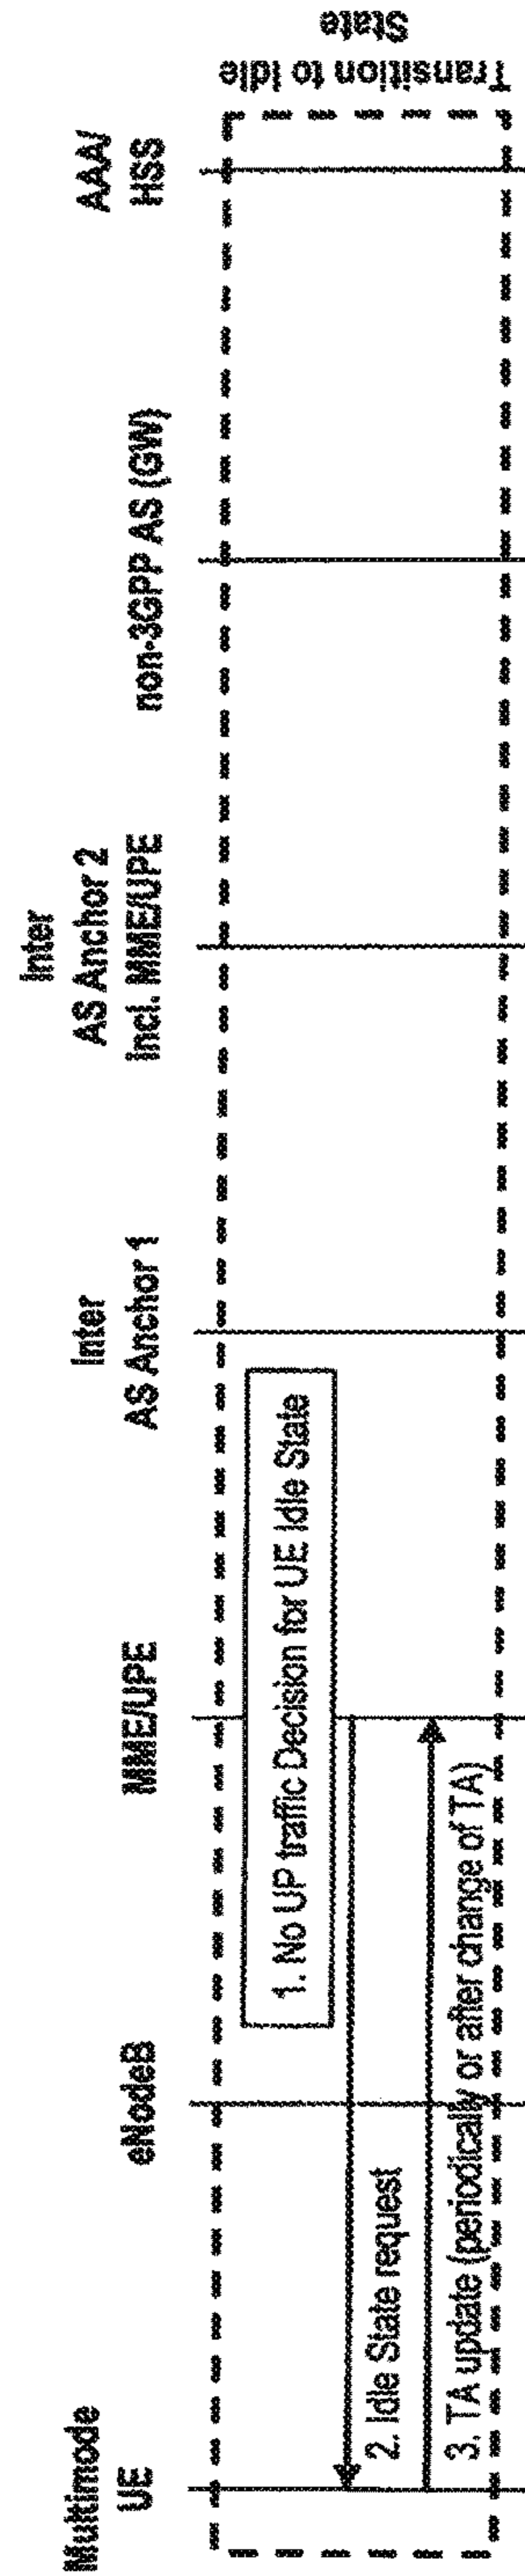 Multimode
UE
eNodeB
MME/UPE
Inter
AS Anchor 1
Inter
AS Anchor 2
incl. MME/UPE
non-3GPP AS (GW)
AAA/
HSS
1. No UP traffic Decision for UE Idle State
2. Idle State request
3. TA update (periodically or after change of TA)
Transition to Idle
State